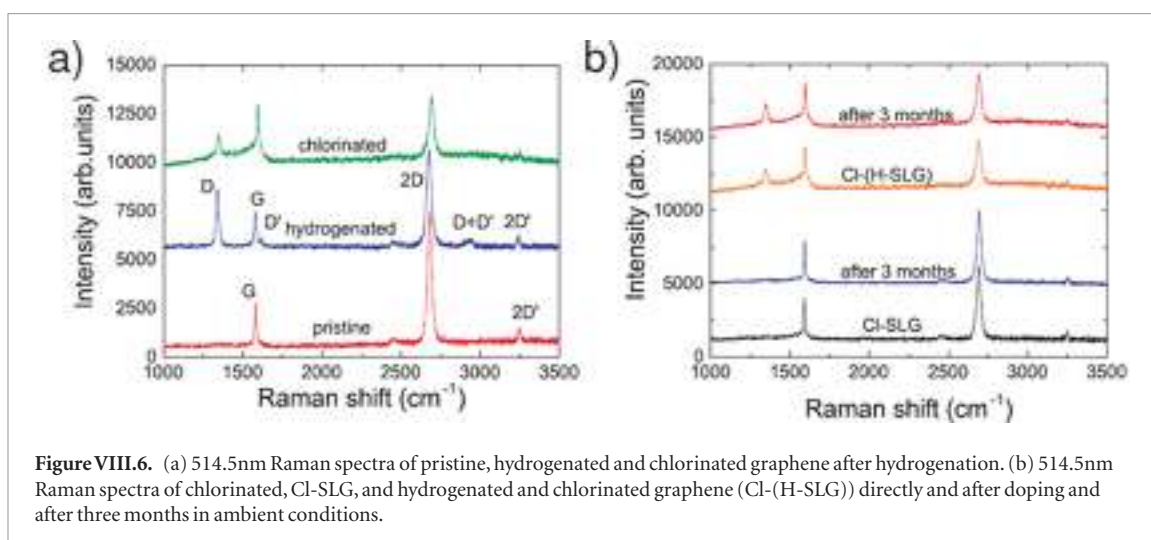 a)
15000
12500
10000
7500
5000
2500
0
Intensity (arb.units)
chlorinated
D
G
D'
hydrogenated
2D
D+D'
2D'
G
pristine
2D'
1000 1500 2000 2500 3000 3500
Raman shift (cm⁻¹)
b)
20000
15000
10000
5000
0
Intensity (arb. units)
after 3 months
Cl-(H-SLG)
after 3 months
Cl-SLG
1000 1500 2000 2500 3000 3500
Raman shift (cm⁻¹)
Figure VIII.6. (a) 514.5nm Raman spectra of pristine, hydrogenated and chlorinated graphene after hydrogenation. (b) 514.5nm
Raman spectra of chlorinated, Cl-SLG, and hydrogenated and chlorinated graphene (Cl-(H-SLG)) directly and after doping and
after three months in ambient conditions.